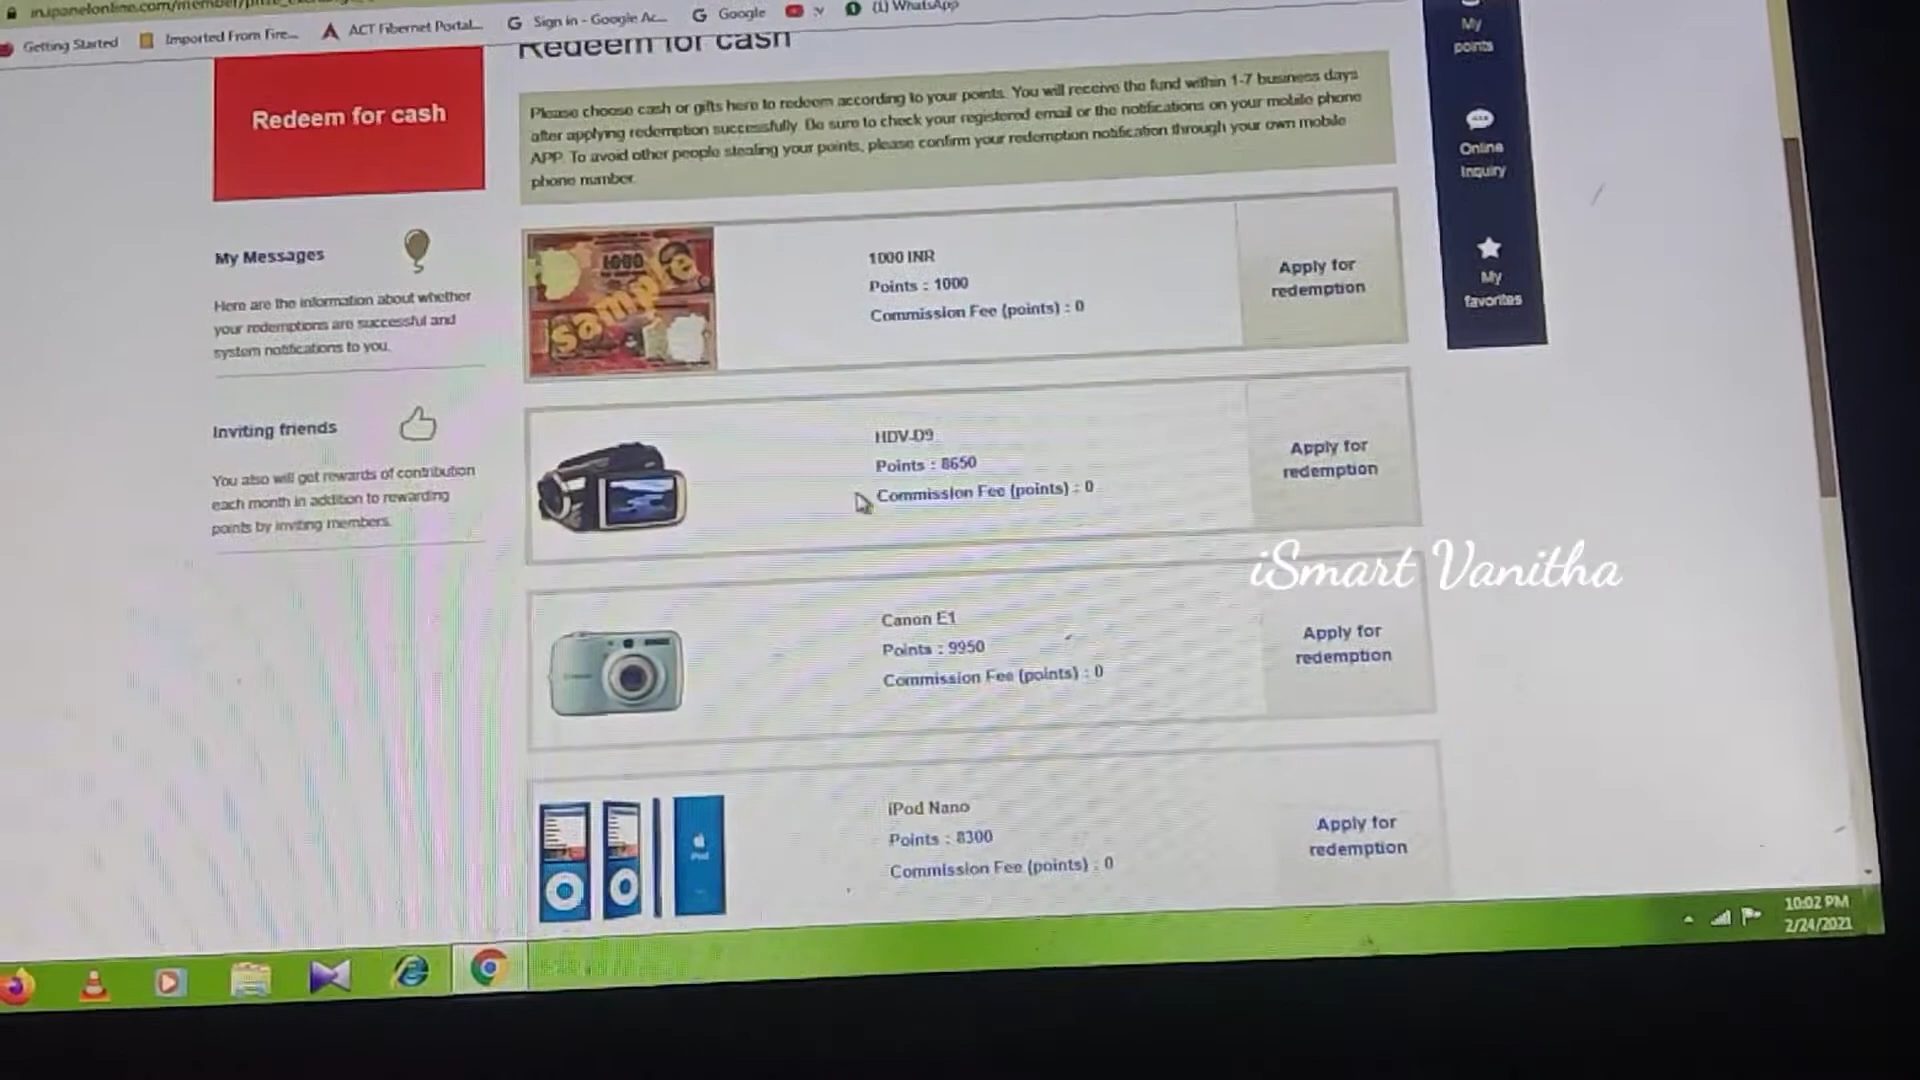 in.ipanelonline.com/member/
Getting Started
Imported From Fire...
ACT Fibernet Portal...
Sign in - Google Ac...
Google
(1) WhatsApp
Redeem for cash
Redeem for cash
Please choose cash or gifts here to redeem according to your points. You will receive the fund within 1-7 business days
after applying redemption successfully. Be sure to check your registered email or the notifications on your mobile phone
APP. To avoid other people stealing your points, please confirm your redemption notification through your own mobile
phone number.
My Messages
Here are the information about whether
your redemptions are successful and
system notifications to you.
Inviting friends
You also will get rewards of contribution
each month in addition to rewarding
points by inviting members.
1000
Sample
1000 INR
Points : 1000
Commission Fee (points) : 0
Apply for
redemption
HDV-D9
Points : 8650
Commission Fee (points) : 0
Apply for
redemption
Canon E1
Points : 9950
Commission Fee (points) : 0
Apply for
redemption
iPod Nano
Points : 8300
Commission Fee (points) : 0
Apply for
redemption
My
points
Online
Inquiry
My
favorites
iSmart Vanitha
10:02 PM
2/24/2021